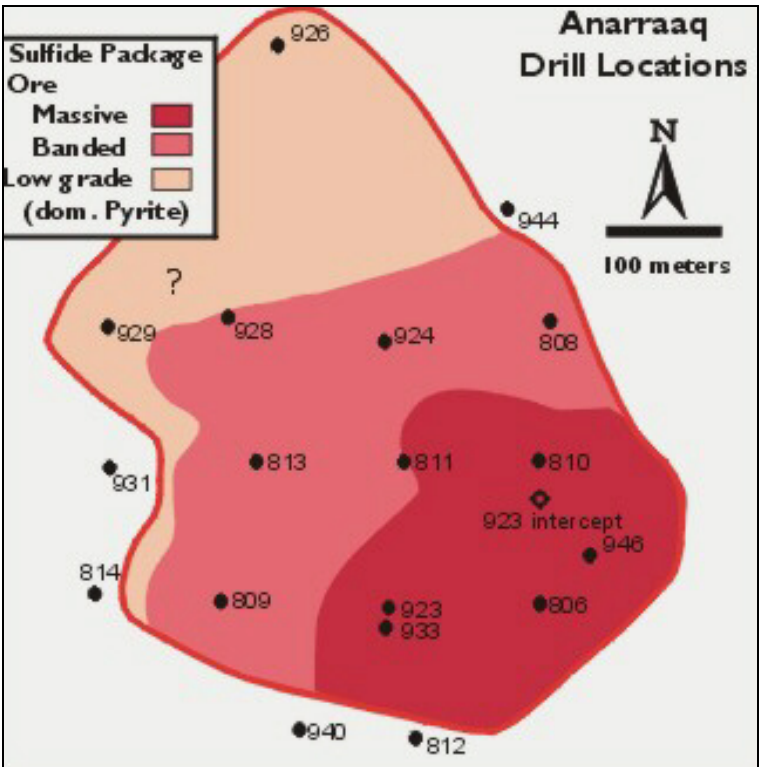 Anarraaq
Drill Locations
Sulfide Package
Ore
Massive
Banded
Low grade
(dom. Pyrite)
N
100 meters
926
944
?
929
928
924
808
931
813
811
810
923 intercept
946
814
809
923
933
806
940
812